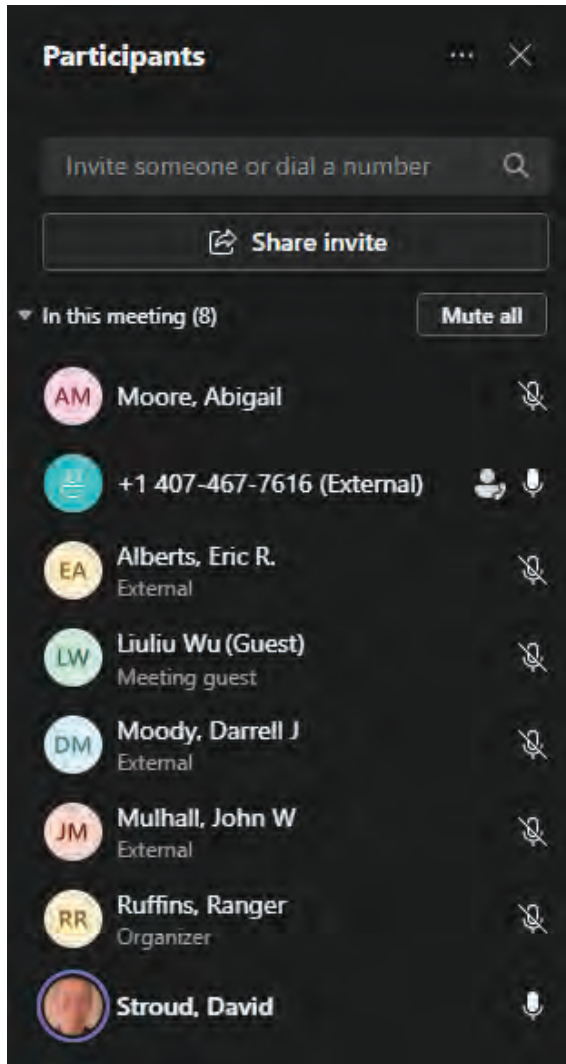 Participants
Invite someone or dial a number
Share invite
In this meeting (8)
Mute all
AM Moore, Abigail
+1 407-467-7616 (External)
EA Alberts, Eric R.
External
LW Liuliu Wu (Guest)
Meeting guest
DM Moody, Darrell J
External
JM Mulhall, John W
External
RR Ruffins, Ranger
Organizer
Stroud, David